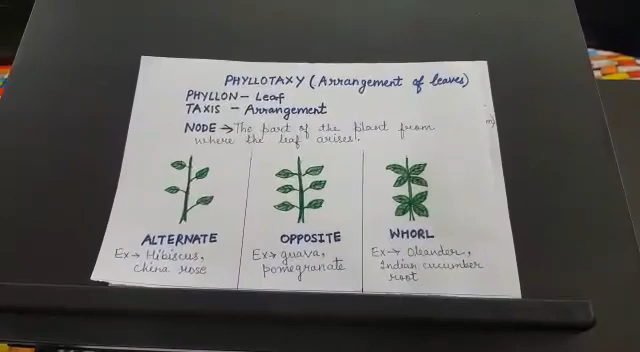 PHYLLOTAXY (Arrangement of leaves)
PHYLLON – Leaf
TAXIS – Arrangement
NODE → The part of the plant from
where the leaf arises.
ALTERNATE
Ex → Hibiscus,
China rose
OPPOSITE
Ex → guava,
pomegranate
WHORL
Ex → Oleander,
Indian cucumber
root